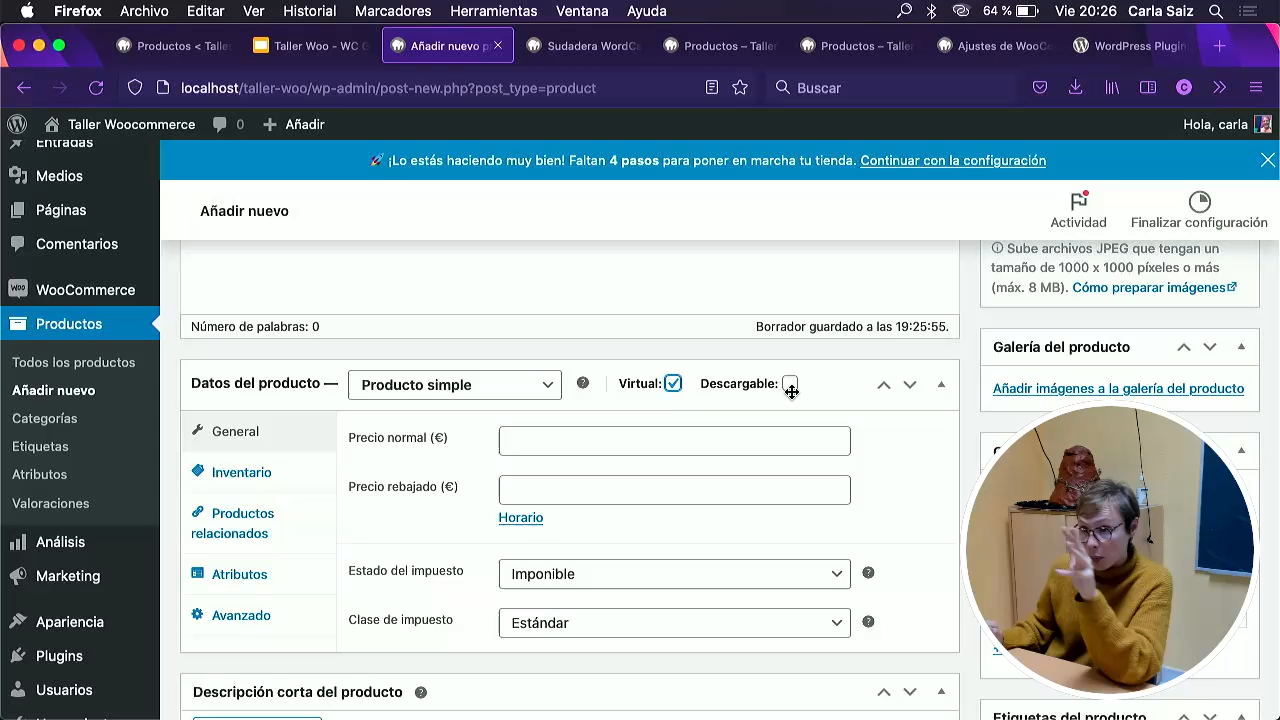 Firefox Archivo Editar Ver Historial Marcadores Herramientas Ventana Ayuda 64 % Vie 20:26 Carla Saiz
Productos < Talle Taller Woo - WC G Añadir nuevo p Sudadera WordC Productos – Talle Productos – Talle Ajustes de WooC WordPress Plugin
localhost/taller-woo/wp-admin/post-new.php?post_type=product Buscar
Taller Woocommerce 0 Añadir Hola, carla
Entradas
Medios
Páginas
Comentarios
WooCommerce
Productos
Todos los productos
Añadir nuevo
Categorías
Etiquetas
Atributos
Valoraciones
Análisis
Marketing
Apariencia
Plugins
Usuarios
¡Lo estás haciendo muy bien! Faltan 4 pasos para poner en marcha tu tienda. Continuar con la configuración
Añadir nuevo
Actividad
Finalizar configuración
Número de palabras: 0 Borrador guardado a las 19:25:55.
Datos del producto — Producto simple Virtual: Descargable:
General
Inventario
Productos
relacionados
Atributos
Avanzado
Precio normal (€)
Precio rebajado (€)
Horario
Estado del impuesto Imponible
Clase de impuesto Estándar
Descripción corta del producto
Sube archivos JPEG que tengan un
tamaño de 1000 x 1000 píxeles o más
(máx. 8 MB). Cómo preparar imágenes
Galería del producto
Añadir imágenes a la galería del producto
Etiquetas del producto